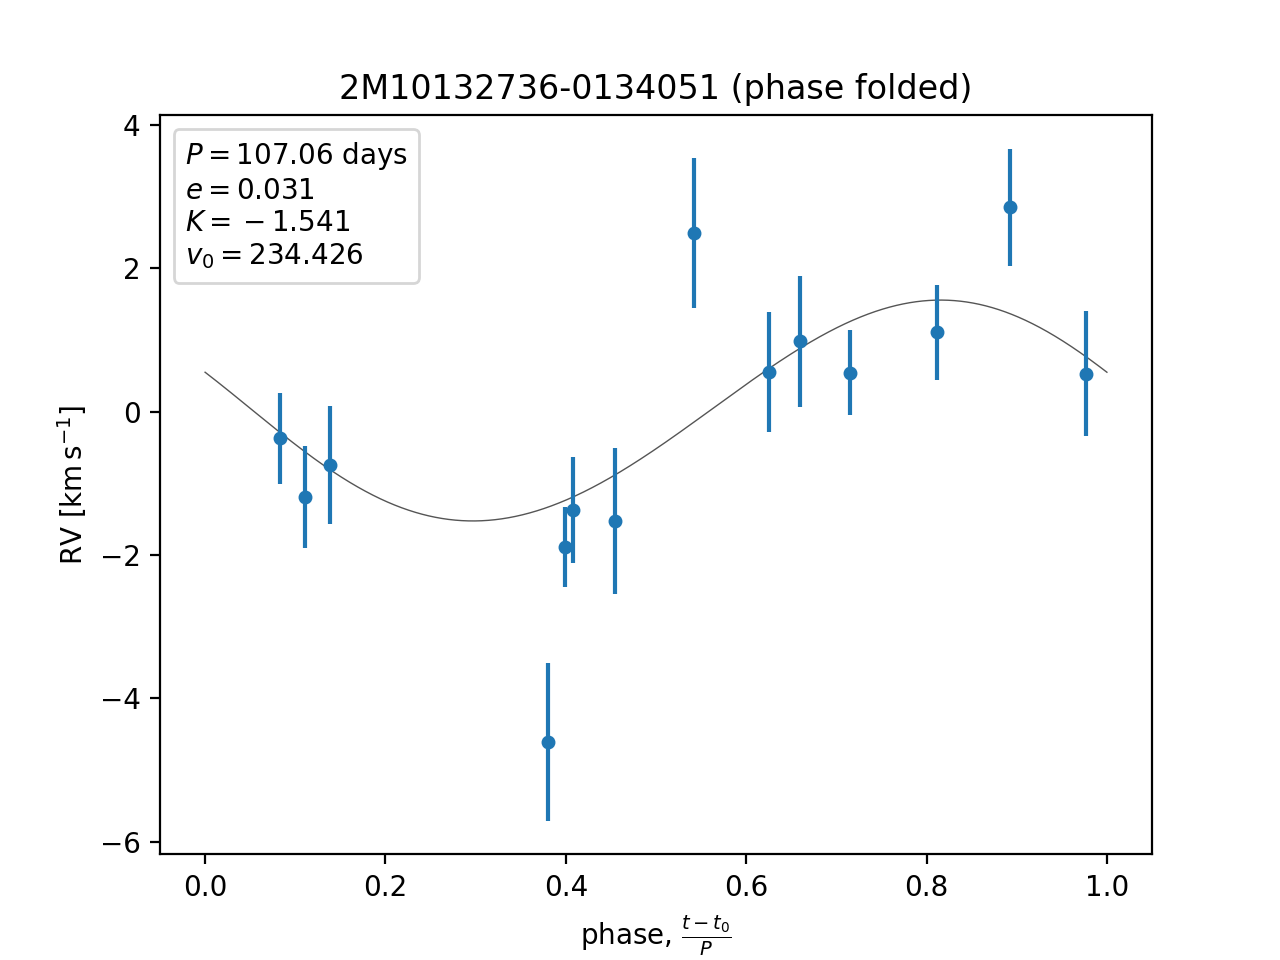 2M10132736-0134051 (phase folded)
P = 107.06 days
e = 0.031
K = −1.541
v₀ = 234.426
4
2
0
−2
−4
−6
RV [km s⁻¹]
0.0 0.2 0.4 0.6 0.8 1.0
phase, (t − t₀)/P